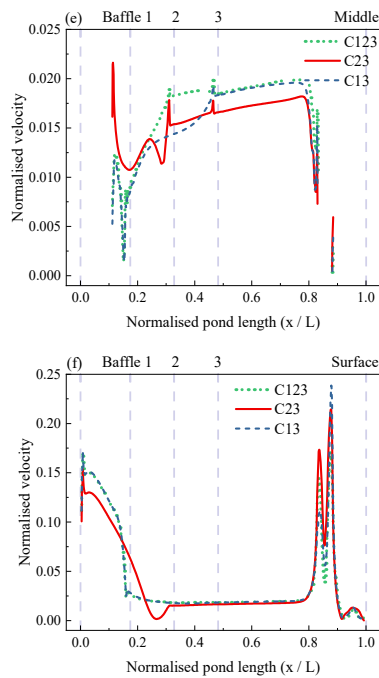 (e) Baffle 1 2 3 Middle
C123
C23
C13
0.025
0.020
0.015
0.010
0.005
0.000
Normalised velocity
0.0 0.2 0.4 0.6 0.8 1.0
Normalised pond length (x / L)
(f) Baffle 1 2 3 Surface
C123
C23
C13
0.25
0.20
0.15
0.10
0.05
0.00
Normalised velocity
0.0 0.2 0.4 0.6 0.8 1.0
Normalised pond length (x / L)